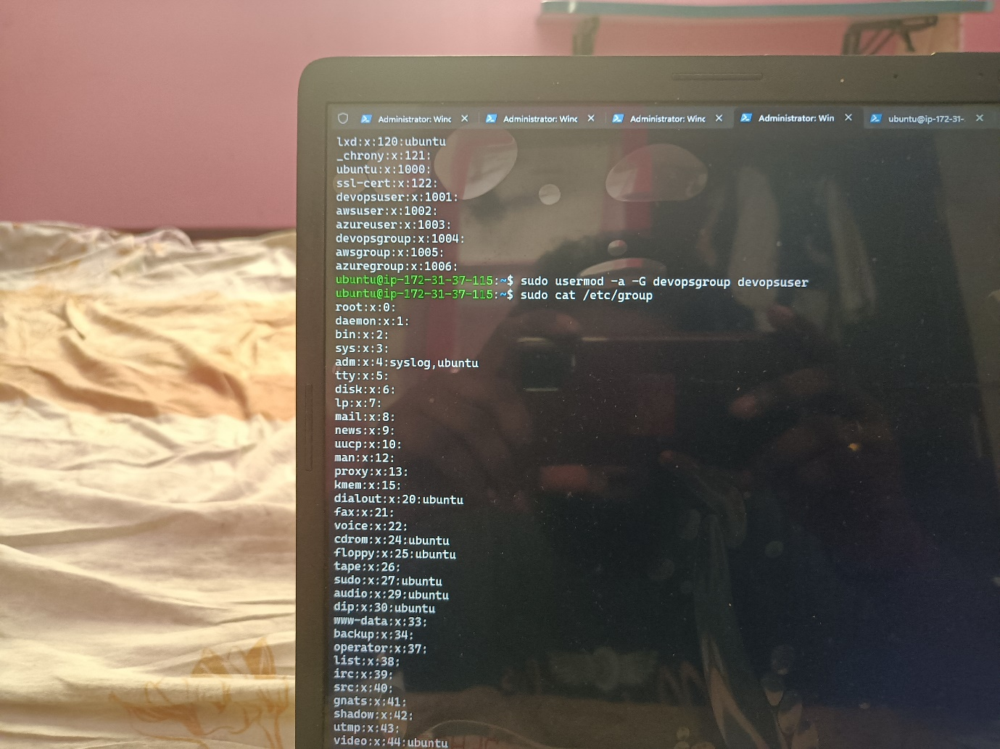 Administrator: Winc
Administrator: Winc
Administrator: Winc
Administrator: Win
ubuntu@ip-172-31-
lxd:x:120:ubuntu
_chrony:x:121:
ubuntu:x:1000:
ssl-cert:x:122:
devopsuser:x:1001:
awsuser:x:1002:
azureuser:x:1003:
devopsgroup:x:1004:
awsgroup:x:1005:
azuregroup:x:1006:
ubuntu@ip-172-31-37-115:~$ sudo usermod -a -G devopsgroup devopsuser
ubuntu@ip-172-31-37-115:~$ sudo cat /etc/group
root:x:0:
daemon:x:1:
bin:x:2:
sys:x:3:
adm:x:4:syslog,ubuntu
tty:x:5:
disk:x:6:
lp:x:7:
mail:x:8:
news:x:9:
uucp:x:10:
man:x:12:
proxy:x:13:
kmem:x:15:
dialout:x:20:ubuntu
fax:x:21:
voice:x:22:
cdrom:x:24:ubuntu
floppy:x:25:ubuntu
tape:x:26:
sudo:x:27:ubuntu
audio:x:29:ubuntu
dip:x:30:ubuntu
www-data:x:33:
backup:x:34:
operator:x:37:
list:x:38:
irc:x:39:
src:x:40:
gnats:x:41:
shadow:x:42:
utmp:x:43:
video:x:44:ubuntu